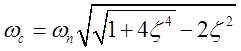 ω_c = ω_n √(√(1+4ζ⁴) − 2ζ²)